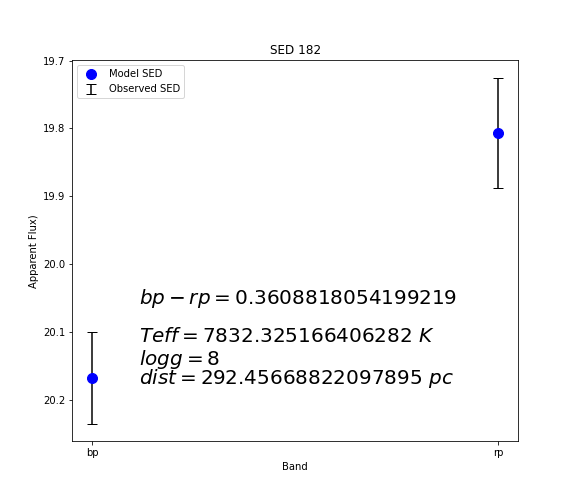 SED 182
19.7
Model SED
Observed SED
19.8
19.9
20.0
20.1
20.2
Apparent Flux)
bp − rp = 0.3608818054199219
Teff = 7832.325166406282 K
logg = 8
dist = 292.45668822097895 pc
bp
rp
Band